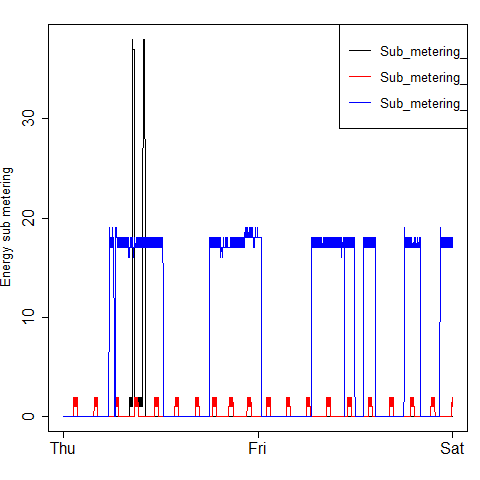 Sub_metering_
Sub_metering_
Sub_metering_
Energy sub metering
30
20
10
0
Thu Fri Sat